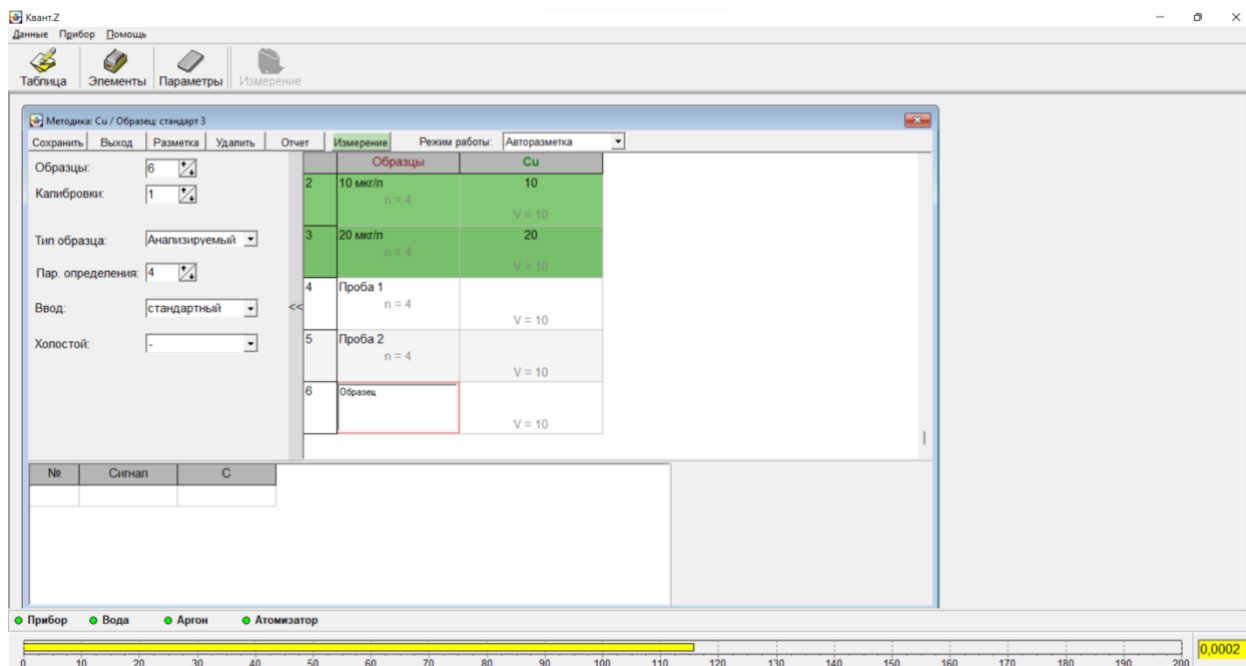 Квант.Z
Данные Прибор Помощь
Таблица Элементы Параметры Измерение
Методика: Cu / Образец: стандарт 3
Сохранить Выход Разметка Удалить Отчет Измерение Режим работы: Авторазметка
Образцы: 6
Калибровки: 1
Тип образца: Анализируемый
Пар. определения: 4
Ввод: стандартный
Холостой: -
<<
Образцы Cu
2 10 мкг/л 10
n = 4
V = 10
3 20 мкг/л 20
n = 4
V = 10
4 Проба 1
n = 4
V = 10
5 Проба 2
n = 4
V = 10
6 Образец
V = 10
№ Сигнал C
Прибор Вода Аргон Атомизатор
0,0002
0 10 20 30 40 50 60 70 80 90 100 110 120 130 140 150 160 170 180 190 200